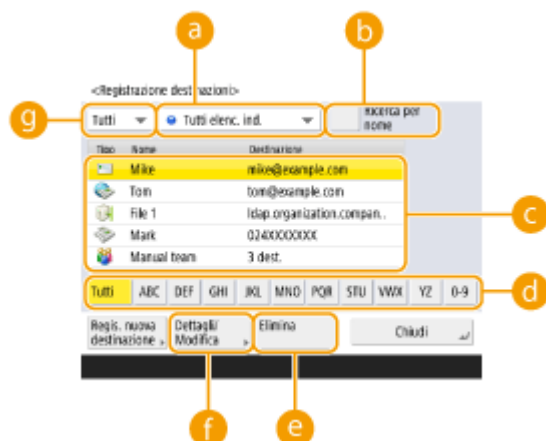 a
b
<Registrazione destinazioni>
g
Tutti
Tutti elenc. ind.
Ricerca per
nome
Tipo Nome Destinazione
Mike mike@example.com
Tom tom@example.com
File 1 ldap.organization.compan..
c
Mark 024XXXXXXX
Manual team 3 dest.
Tutti ABC DEF GHI JKL MNO PQR STU VWX YZ 0-9
d
Regis. nuova
destinazione
Dettagli/
Modifica
Elimina
Chiudi
f
e